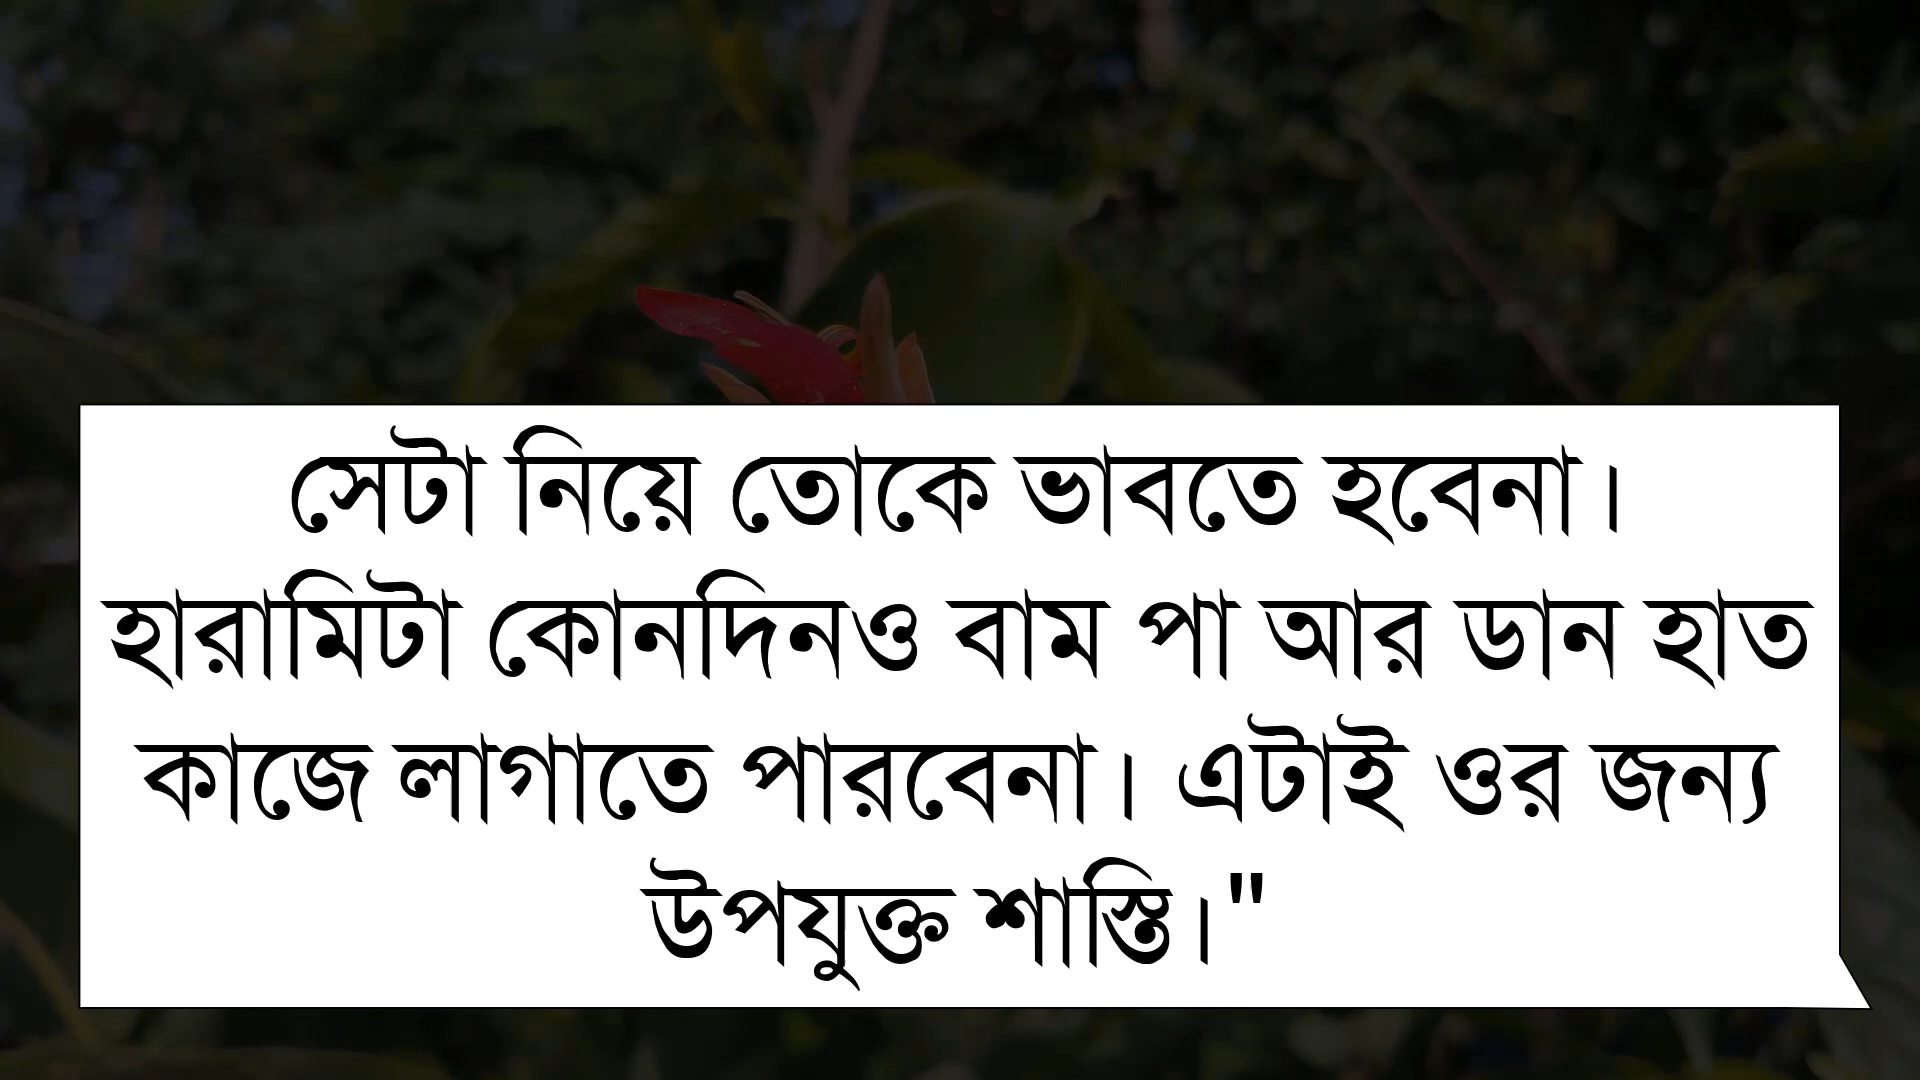 সেটা নিয়ে তোকে ভাবতে হবেনা।
হারামিটা কোনদিনও বাম পা আর ডান হাত
কাজে লাগাতে পারবেনা। এটাই ওর জন্য
উপযুক্ত শাস্তি।"